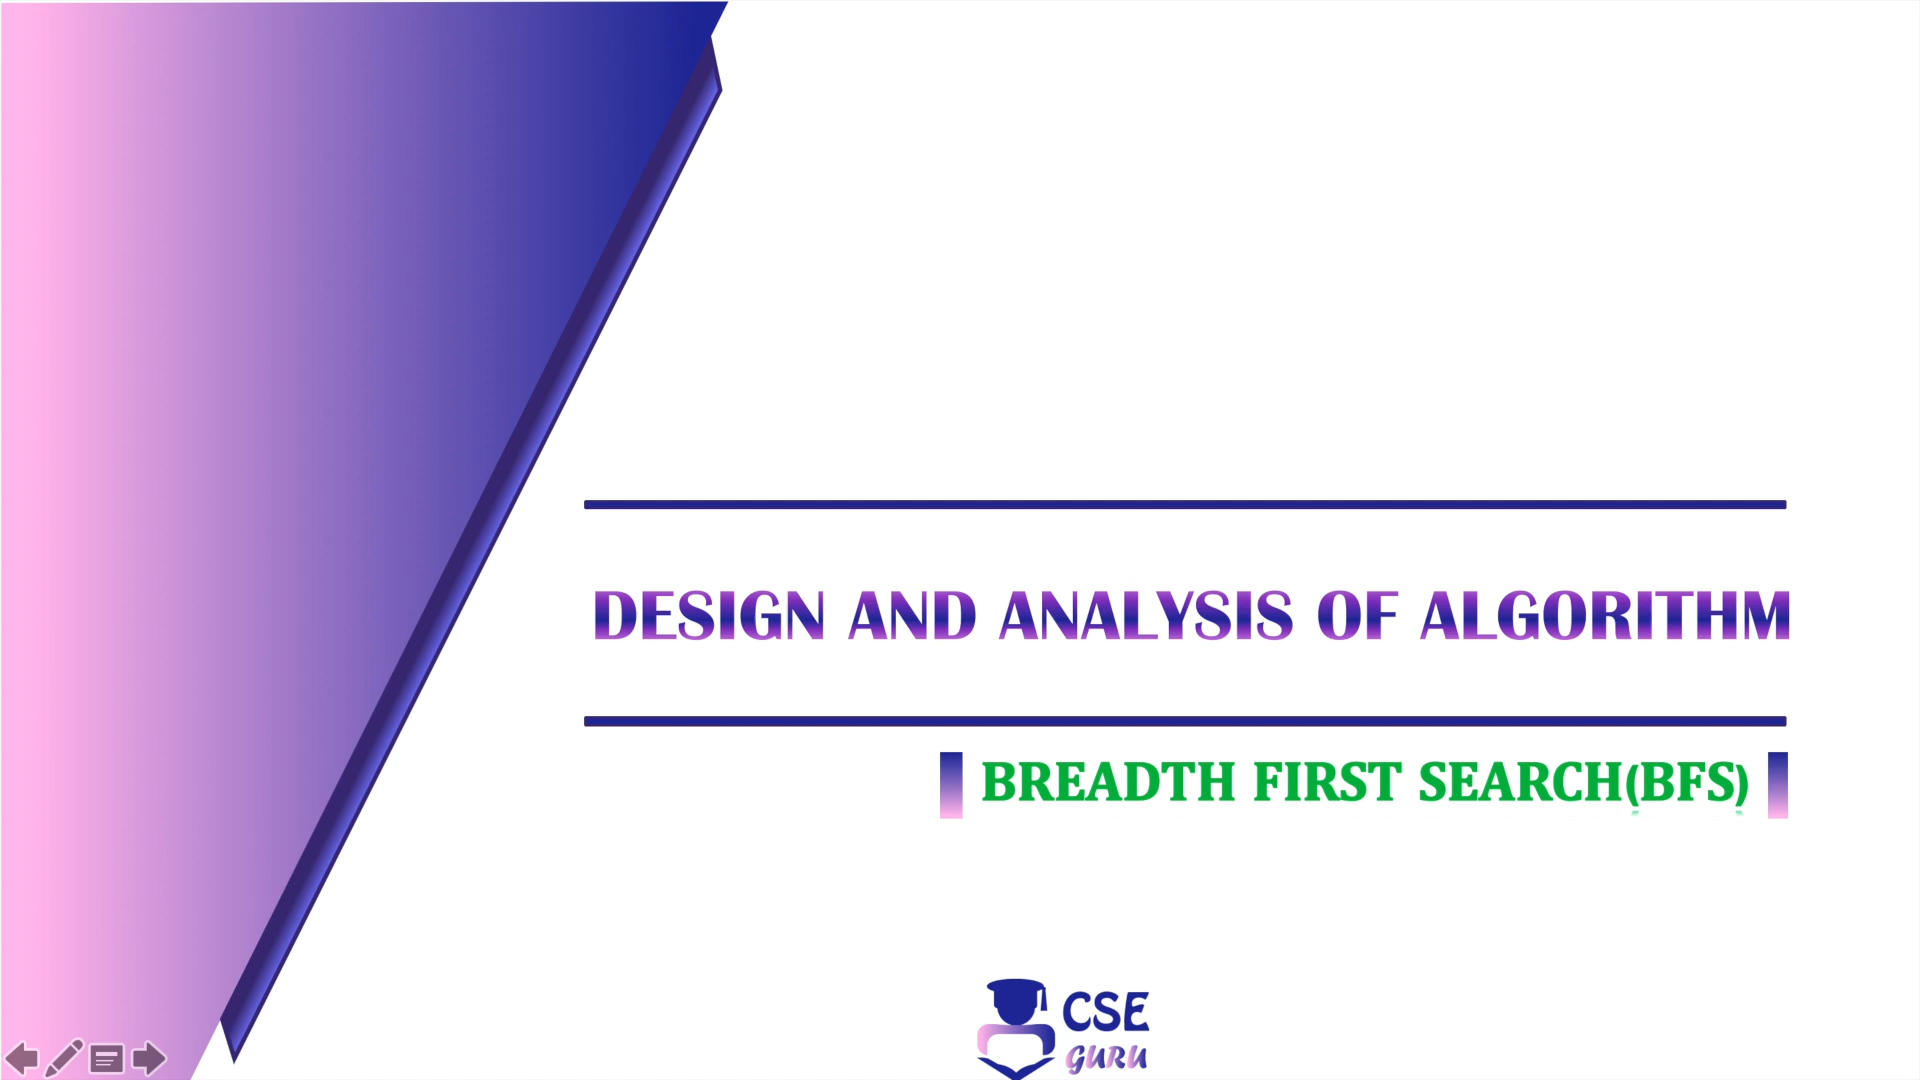 DESIGN AND ANALYSIS OF ALGORITHM
BREADTH FIRST SEARCH(BFS)
CSE
GURU